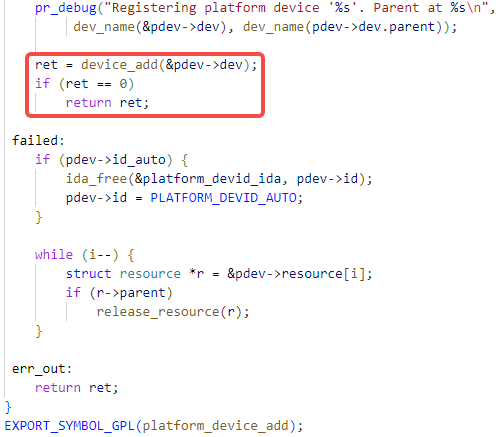 pr_debug("Registering platform device '%s'. Parent at %s\n",
dev_name(&pdev->dev), dev_name(pdev->dev.parent));
ret = device_add(&pdev->dev);
if (ret == 0)
return ret;
failed:
if (pdev->id_auto) {
ida_free(&platform_devid_ida, pdev->id);
pdev->id = PLATFORM_DEVID_AUTO;
}
while (i--) {
struct resource *r = &pdev->resource[i];
if (r->parent)
release_resource(r);
}
err_out:
return ret;
}
EXPORT_SYMBOL_GPL(platform_device_add);